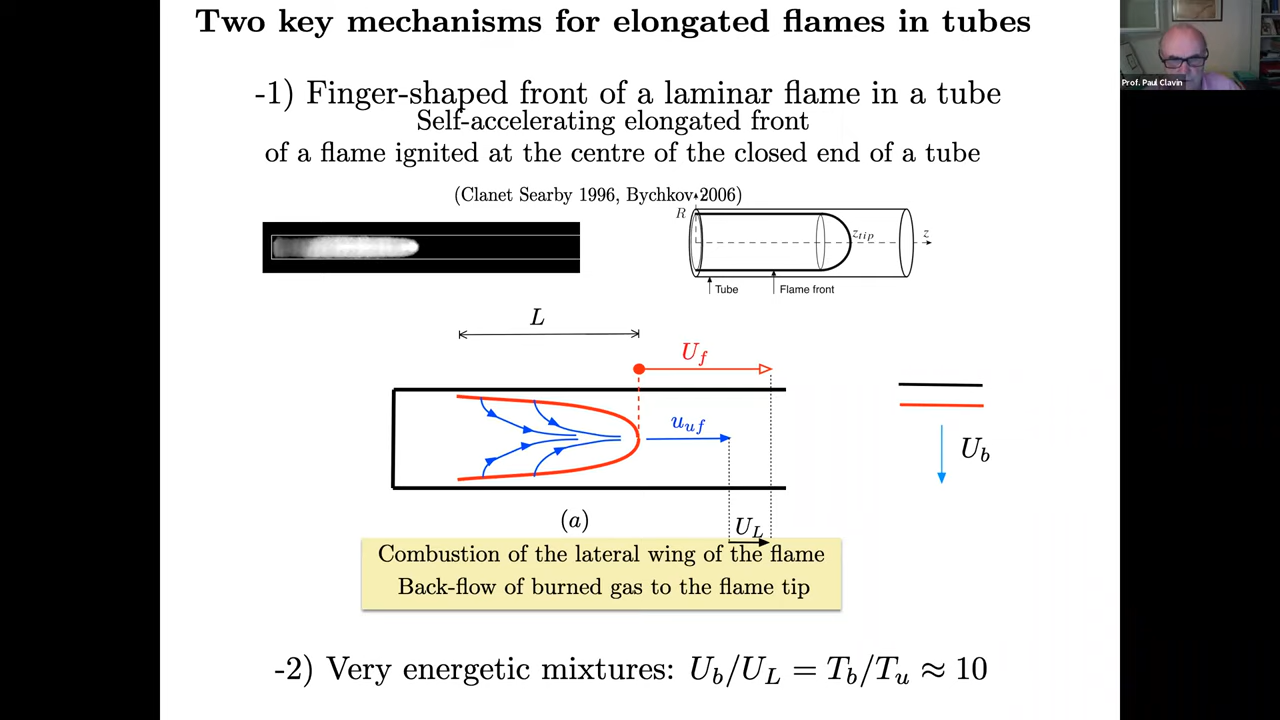 Two key mechanisms for elongated flames in tubes
Prof. Paul Clavin
-1) Finger-shaped front of a laminar flame in a tube
Self-accelerating elongated front
of a flame ignited at the centre of the closed end of a tube
(Clanet Searby 1996, Bychkov 2006)
R
z_tip
z
Tube
Flame front
L
U_f
u_uf
U_b
(a)
U_L
Combustion of the lateral wing of the flame
Back-flow of burned gas to the flame tip
-2) Very energetic mixtures: U_b/U_L = T_b/T_u ≈ 10